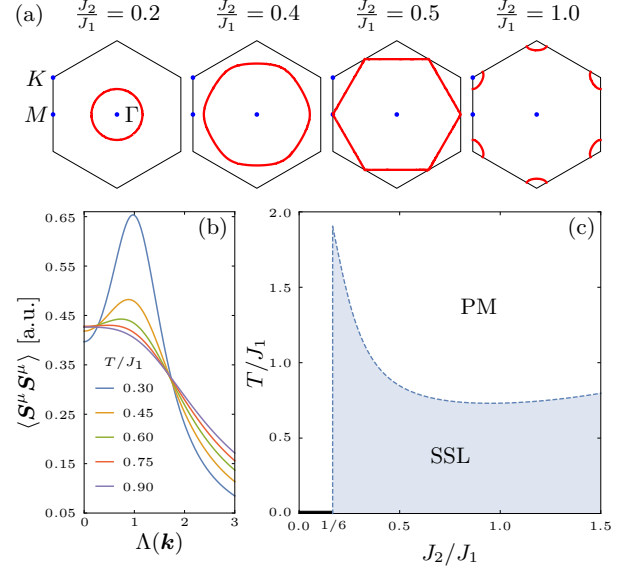 (a) J₂/J₁ = 0.2 J₂/J₁ = 0.4 J₂/J₁ = 0.5 J₂/J₁ = 1.0
K
M Γ
(b)
⟨SᵘSᵘ⟩ [a.u.]
0.65
0.55
0.45
0.35
0.25
0.15
0.05
T/J₁
0.30
0.45
0.60
0.75
0.90
0 1 2 3
Λ(k)
(c)
T/J₁
2.0
1.5
1.0
0.5
0.0
PM
SSL
0.0 1/6 0.5 1.0 1.5
J₂/J₁